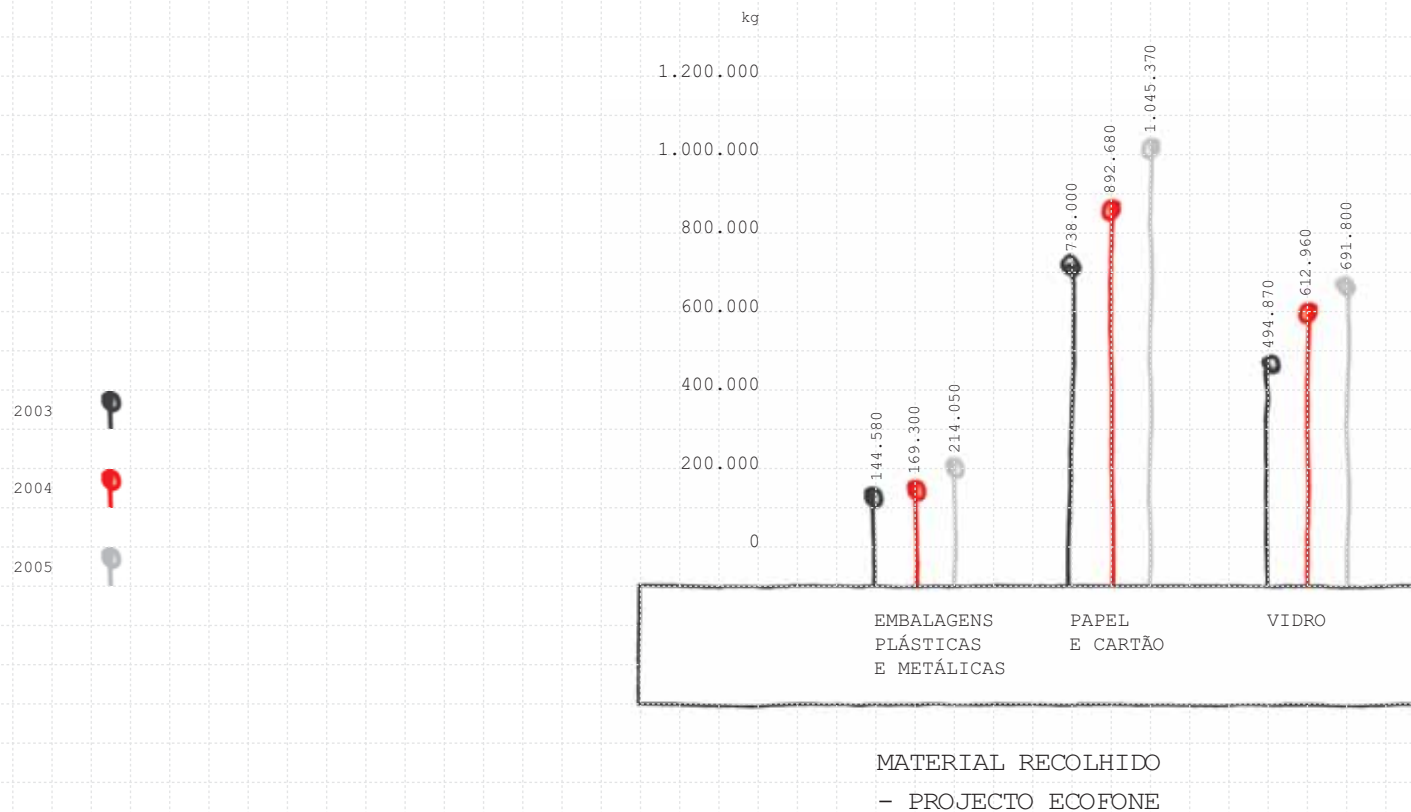 kg
1.200.000
1.000.000
800.000
600.000
400.000
200.000
0
2003
2004
2005
144.580
169.300
214.050
738.000
892.680
1.045.370
494.870
612.960
691.800
EMBALAGENS
PLÁSTICAS
E METÁLICAS
PAPEL
E CARTÃO
VIDRO
MATERIAL RECOLHIDO
- PROJECTO ECOFONE